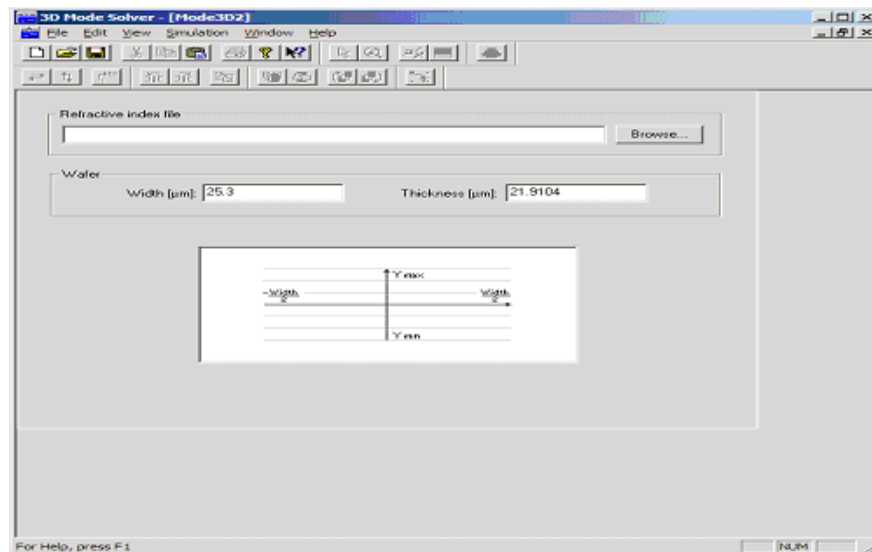 3D Mode Solver - [Mode3D2]
File Edit View Simulation Window Help
Refractive index file
Browse...
Wafer
Width [µm]: 25.3 Thickness [µm]: 21.9104
Y max
-Width Width
2 2
Y min
For Help, press F1 NUM